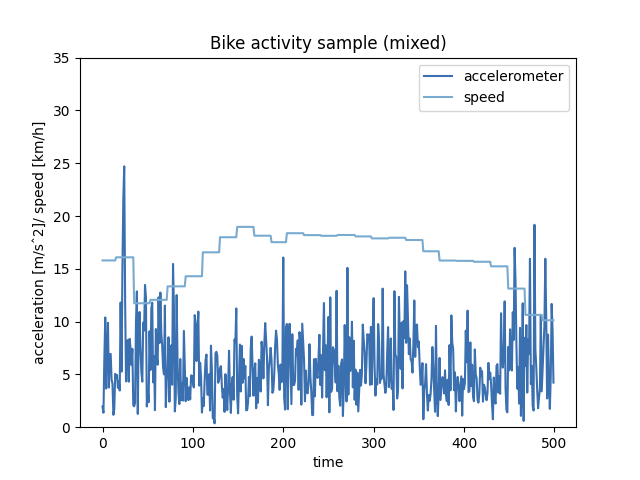 Bike activity sample (mixed)
accelerometer
speed
acceleration [m/s^2]/ speed [km/h]
35
30
25
20
15
10
5
0
0 100 200 300 400 500
time